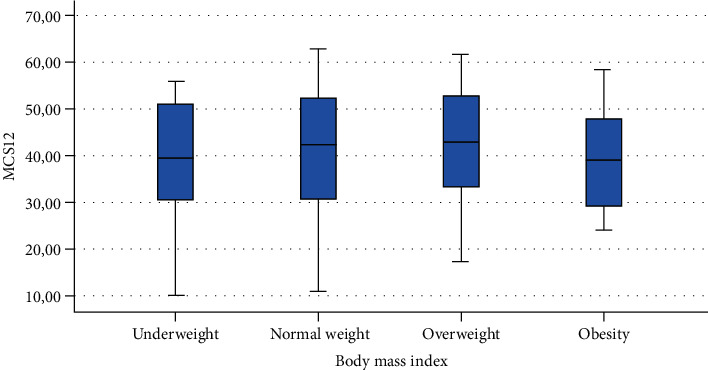 70,00
60,00
50,00
40,00
30,00
20,00
10,00
MCS12
Underweight
Normal weight
Overweight
Obesity
Body mass index